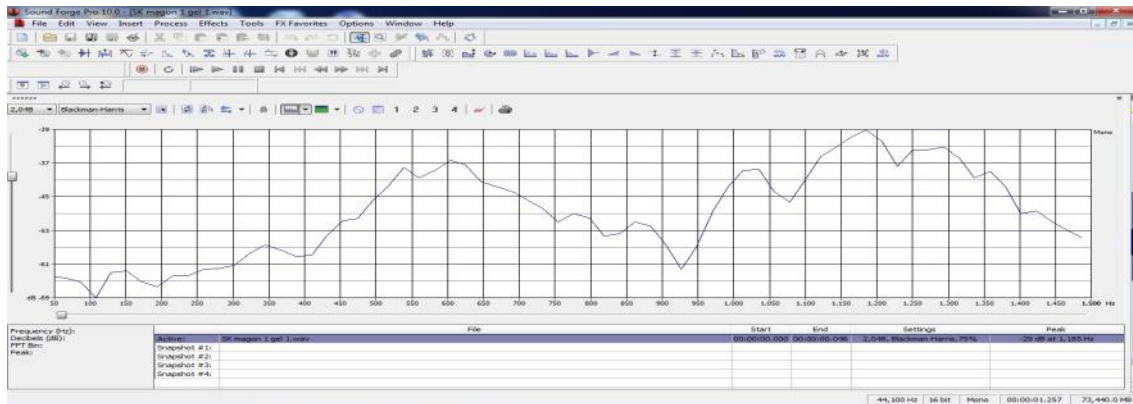 Sound Forge Pro 10.0 - [SK magon 1 gel 1.wav]
File Edit View Insert Process Effects Tools FX Favorites Options Window Help
2,048 Blackman-Harris 1 2 3 4
-29 Mono
-37
-45
-53
-61
dB -69
50 100 150 200 250 300 350 400 450 500 550 600 650 700 750 800 850 900 950 1.000 1.050 1.100 1.150 1.200 1.250 1.300 1.350 1.400 1.450 1.500 Hz
Frequency (Hz):
Decibels (dB):
FFT Bin:
Peak:
File Start End Settings Peak
Active: SK magon 1 gel 1.wav 00:00:00.000 00:00:00.046 2,048, Blackman-Harris, 75% -29 dB at 1,185 Hz
Snapshot #1:
Snapshot #2:
Snapshot #3:
Snapshot #4:
44,100 Hz 16 bit Mono 00:00:01.257 73,440.0 MB